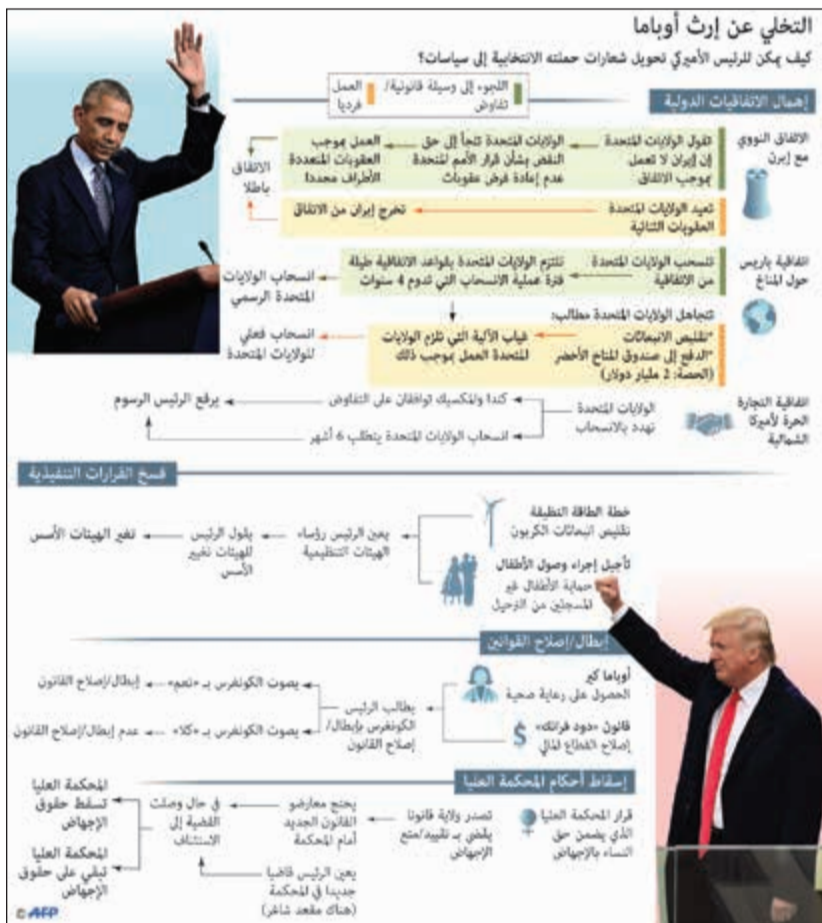 التخلي عن إرث أوباما
كيف يمكن للرئيس الأميركي تحويل شعارات حملته الانتخابية إلى سياسات؟
اللجوء إلى وسيلة قانونية/
تفاوض
العمل
فرديا
إهمال الاتفاقيات الدولية
الاتفاق النووي
مع إيرن
تقول الولايات المتحدة
إن إيران لا تعمل
بموجب الاتفاق
الولايات المتحدة تلجأ إلى حق
النقض بشأن قرار الأمم المتحدة
عدم إعادة فرض عقوبات
العمل بموجب
العقوبات المتعددة
الأطراف مجددا
الاتفاق
باطلا
تعيد الولايات المتحدة
العقوبات الثنائية
تخرج إيران من الاتفاق
اتفاقية باريس
حول المناخ
تنسحب الولايات المتحدة
من الاتفاقية
تلتزم الولايات المتحدة بقواعد الاتفاقية طيلة
فترة عملية الانسحاب التي تدوم 4 سنوات
انسحاب الولايات
المتحدة الرسمي
تتجاهل الولايات المتحدة مطالب:
*تقليص الانبعاثات
*الدفع إلى صندوق المناخ الأخضر
(الحصة: 2 مليار دولار)
غياب الآلية التي تلزم الولايات
المتحدة العمل بموجب ذلك
انسحاب فعلي
للولايات المتحدة
اتفاقية التجارة
الحرة لأميركا
الشمالية
الولايات المتحدة
تهدد بالانسحاب
كندا والمكسيك توافقان على التفاوض
يرفع الرئيس الرسوم
انسحاب الولايات المتحدة يتطلب 6 أشهر
فسخ القرارات التنفيذية
خطة الطاقة النظيفة
تقليص انبعاثات الكربون
تأجيل إجراء وصول الأطفال
حماية الأطفال غير
المسجلين من الترحيل
يعين الرئيس رؤساء
الهيئات التنظيمية
يقول الرئيس
للهيئات تغيير
الأسس
تغير الهيئات الأسس
إبطال/إصلاح القوانين
أوباما كير
الحصول على رعاية صحية
قانون «دود فرانك»
إصلاح القطاع المالي
يطالب الرئيس
الكونغرس بإبطال/
إصلاح القانون
يصوت الكونغرس بـ «نعم»
إبطال/إصلاح القانون
يصوت الكونغرس بـ «كلا»
عدم إبطال/إصلاح القانون
إسقاط أحكام المحكمة العليا
قرار المحكمة العليا
الذي يضمن حق
النساء بالإجهاض
تصدر ولاية قانونا
يقضي بـ تقييد/منع
الإجهاض
يحتج معارضو
القانون الجديد
أمام المحكمة
في حال وصلت
القضية إلى
الاستئناف
المحكمة العليا
تسقط حقوق
الإجهاض
المحكمة العليا
تبقي على حقوق
الإجهاض
يعين الرئيس قاضيا
جديدا في المحكمة
(هناك مقعد شاغر)
© AFP